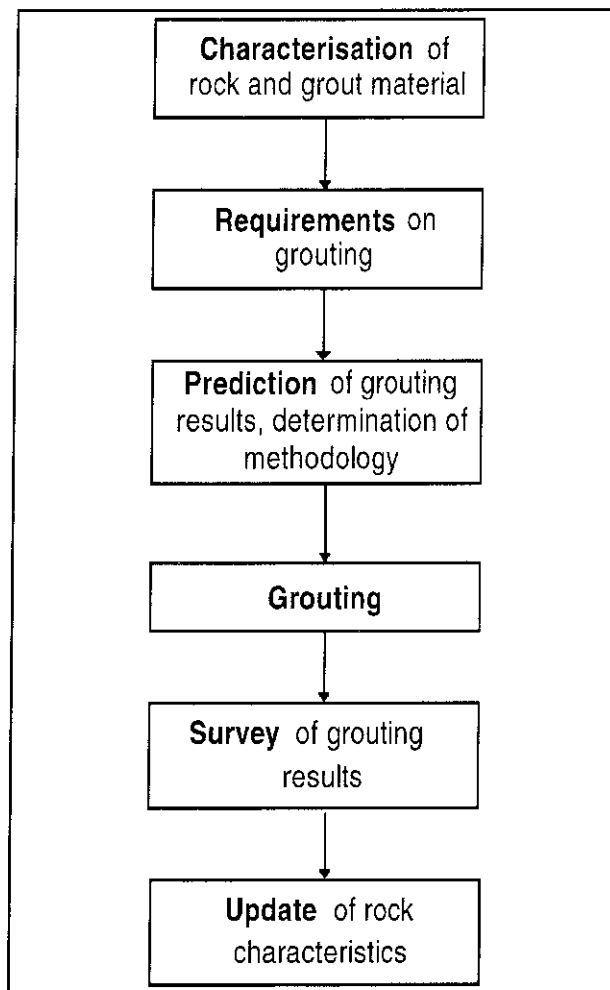 Characterisation of
rock and grout material
Requirements on
grouting
Prediction of grouting
results, determination of
methodology
Grouting
Survey of grouting
results
Update of rock
characteristics